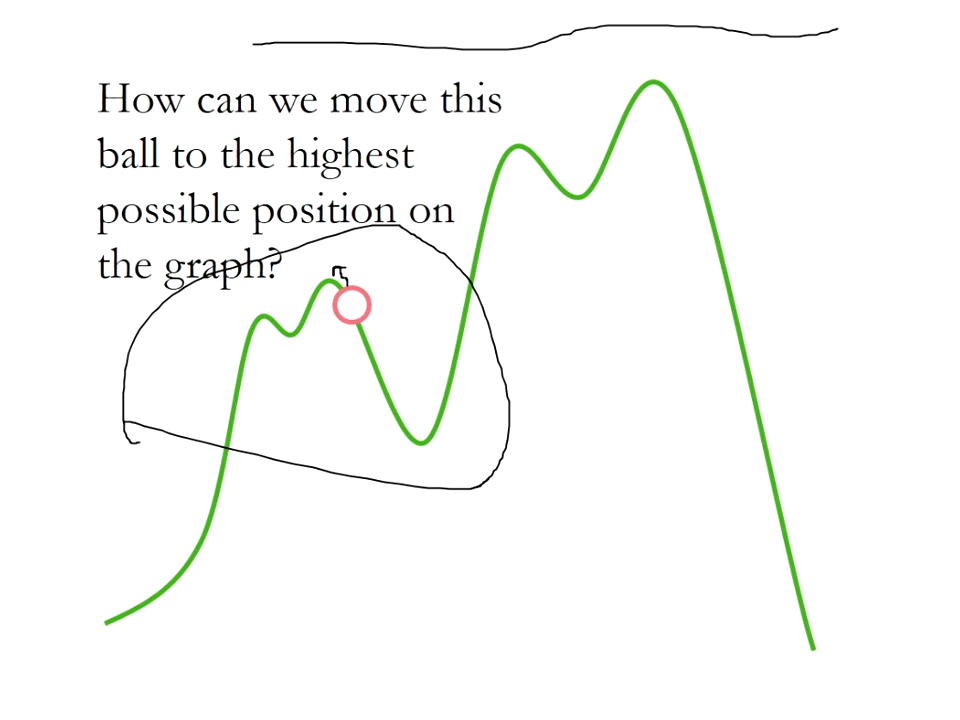 How can we move this
ball to the highest
possible position on
the graph?